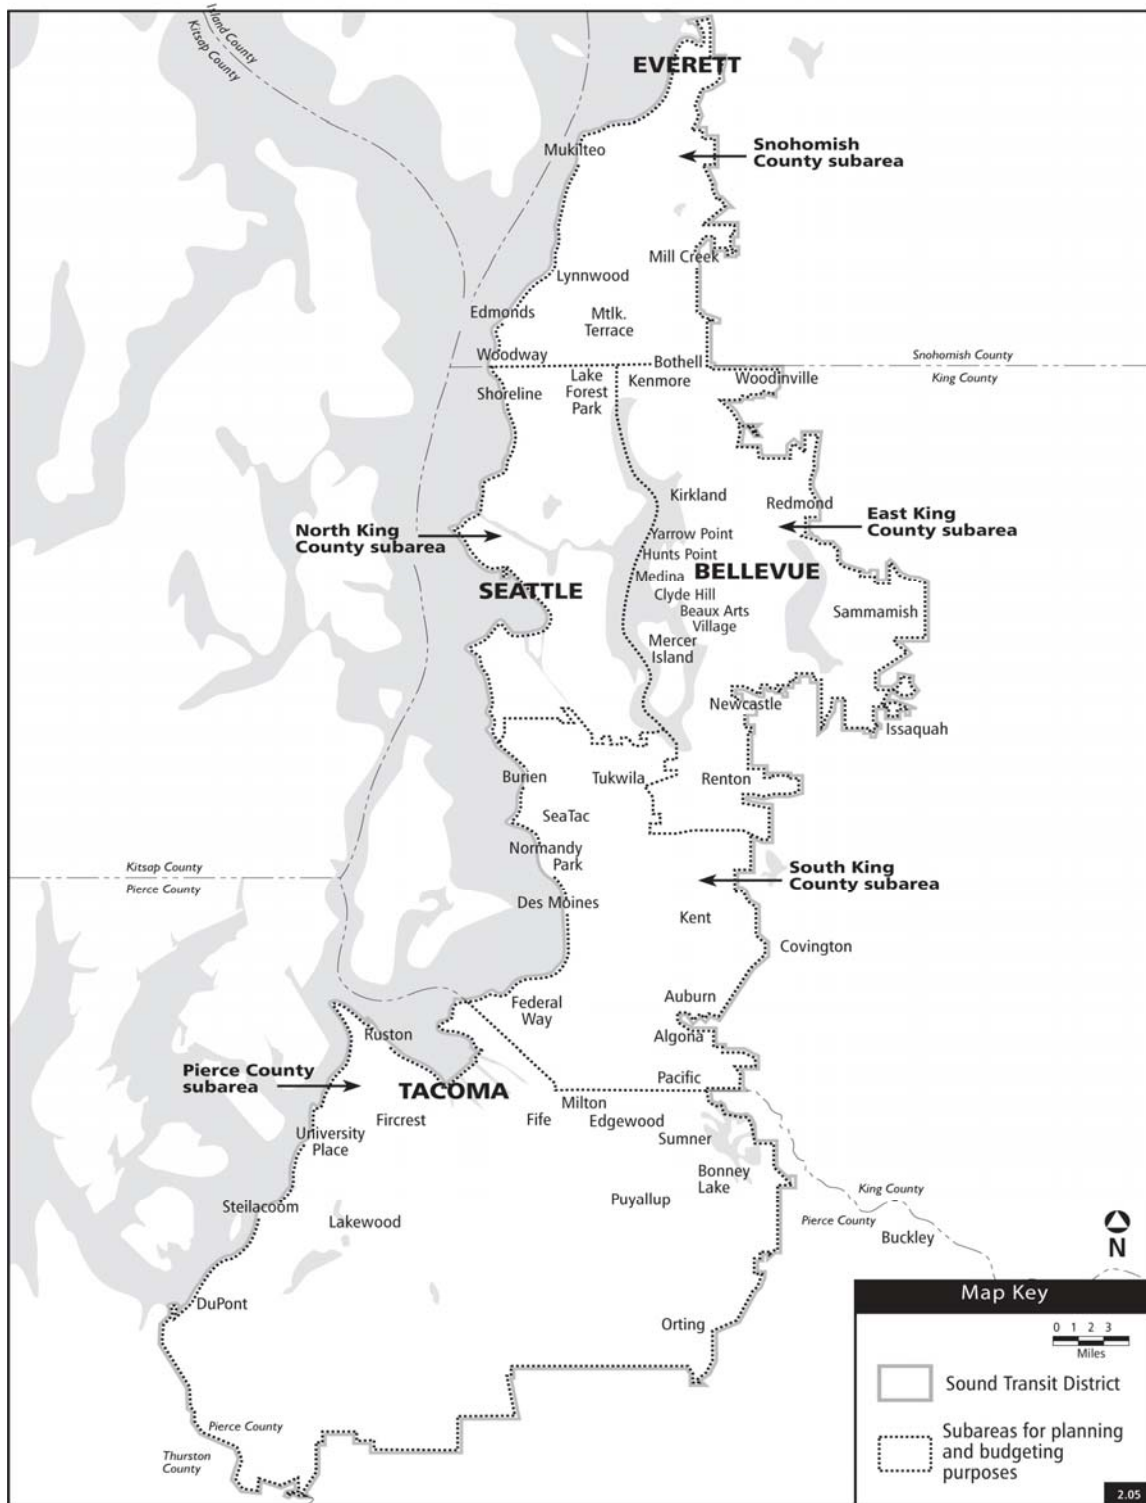 Island County
Kitsap County
EVERETT
Mukilteo
Snohomish
County subarea
Mill Creek
Lynnwood
Edmonds
Mtlk.
Terrace
Woodway
Bothell
Snohomish County
King County
Shoreline
Lake
Forest
Park
Kenmore
Woodinville
Kirkland
Redmond
North King
County subarea
East King
County subarea
Yarrow Point
Hunts Point
Medina
BELLEVUE
SEATTLE
Clyde Hill
Beaux Arts
Village
Sammamish
Mercer
Island
Newcastle
Issaquah
Burien
Tukwila
Renton
SeaTac
Normandy
Park
Kitsap County
Pierce County
South King
County subarea
Des Moines
Kent
Covington
Federal
Way
Auburn
Ruston
Algona
Pierce County
subarea
TACOMA
Pacific
Milton
Fircrest
Fife
Edgewood
University
Place
Sumner
Bonney
Lake
Steilacoom
Lakewood
Puyallup
King County
Pierce County
Buckley
N
DuPont
Orting
Pierce County
Thurston
County
Map Key
0 1 2 3
Miles
Sound Transit District
Subareas for planning
and budgeting
purposes
2.05